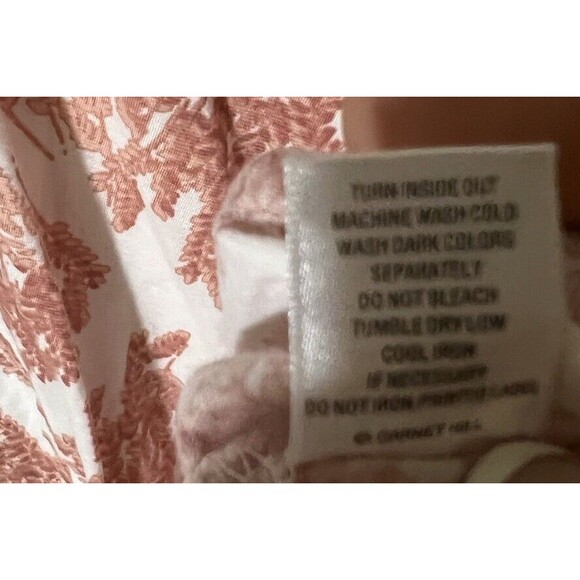 TURN INSIDE OUT
MACHINE WASH COLD
WASH DARK COLORS
SEPARATELY
DO NOT BLEACH
TUMBLE DRY LOW
COOL IRON
IF NECESSARY
DO NOT IRON PRINTED LABEL
© GARNET HILL